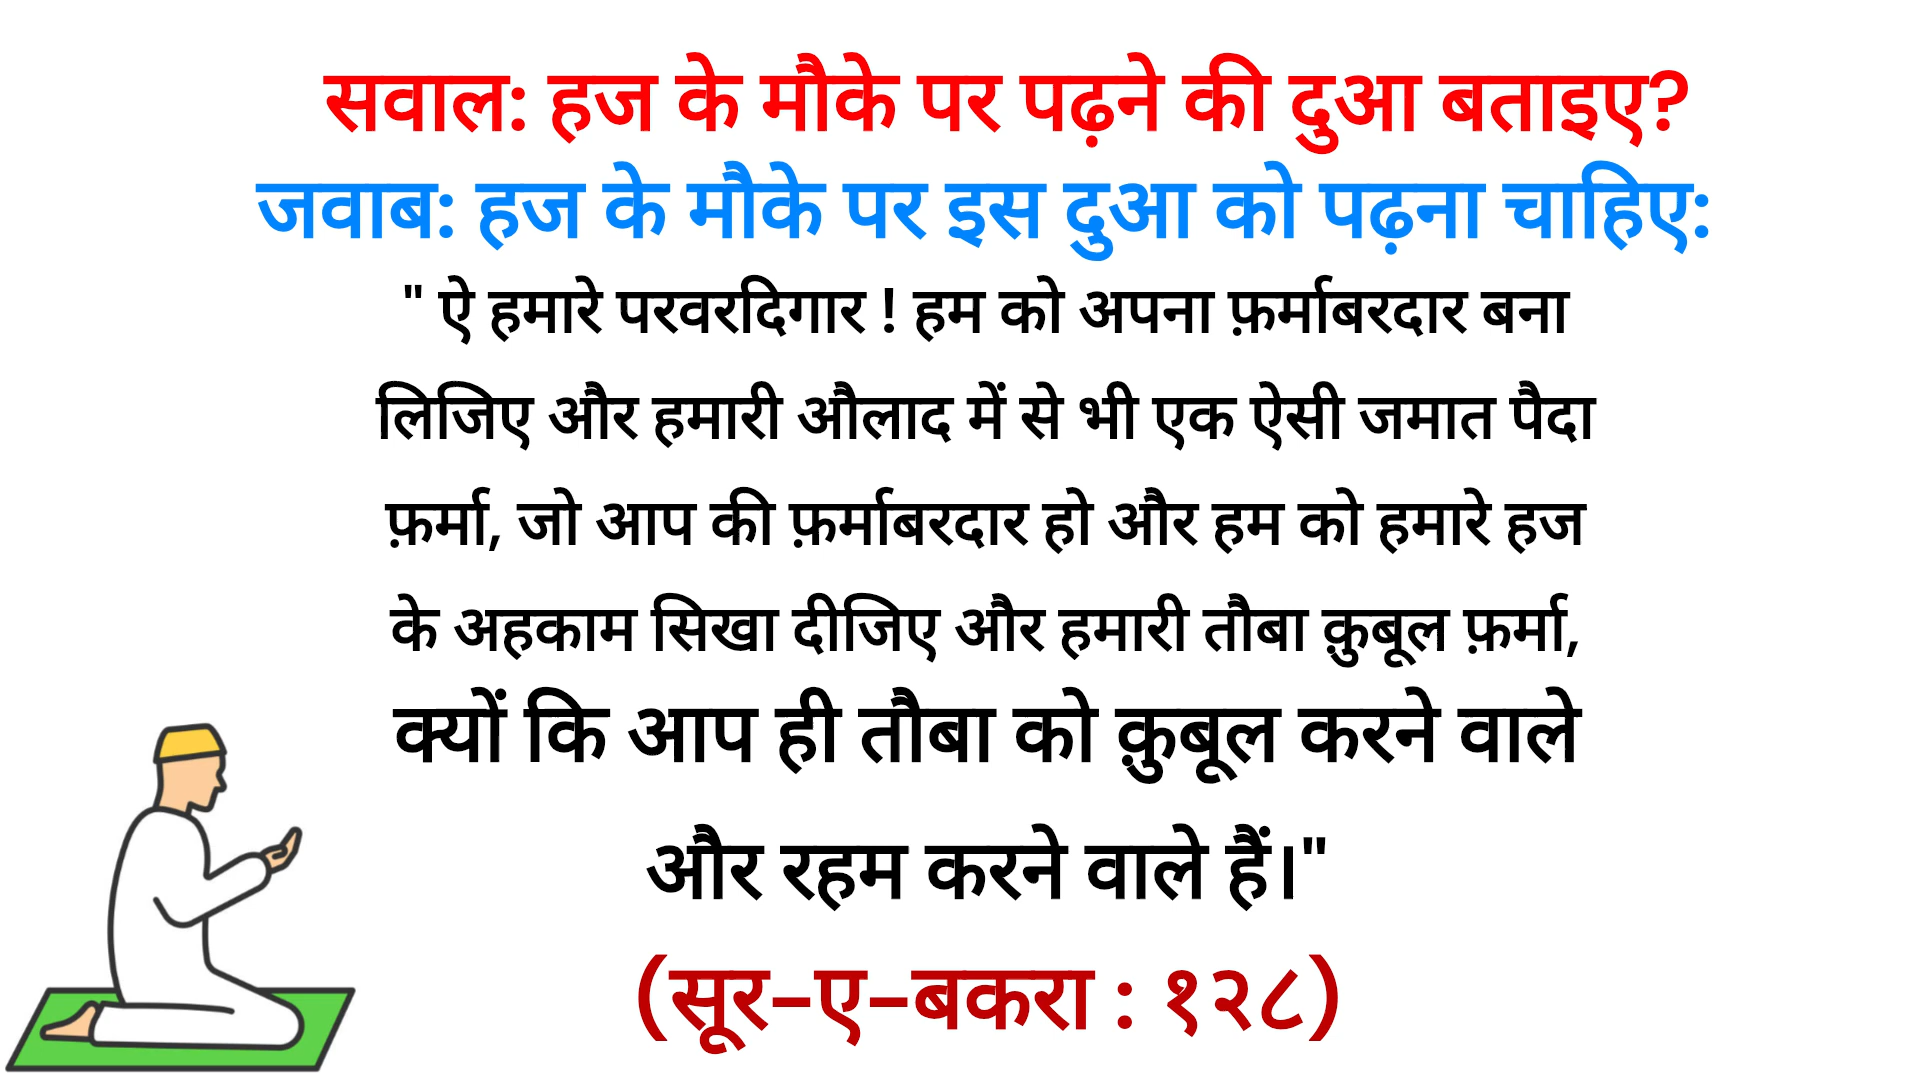 सवाल: हज के मौके पर पढ़ने की दुआ बताइए?
जवाब: हज के मौके पर इस दुआ को पढ़ना चाहिए:
" ऐ हमारे परवरदिगार ! हम को अपना फ़र्माबरदार बना
लिजिए और हमारी औलाद में से भी एक ऐसी जमात पैदा
फ़र्मा, जो आप की फ़र्माबरदार हो और हम को हमारे हज
के अहकाम सिखा दीजिए और हमारी तौबा क़ुबूल फ़र्मा,
क्यों कि आप ही तौबा को क़ुबूल करने वाले
और रहम करने वाले हैं।"
(सूर–ए–बकरा : १२८)